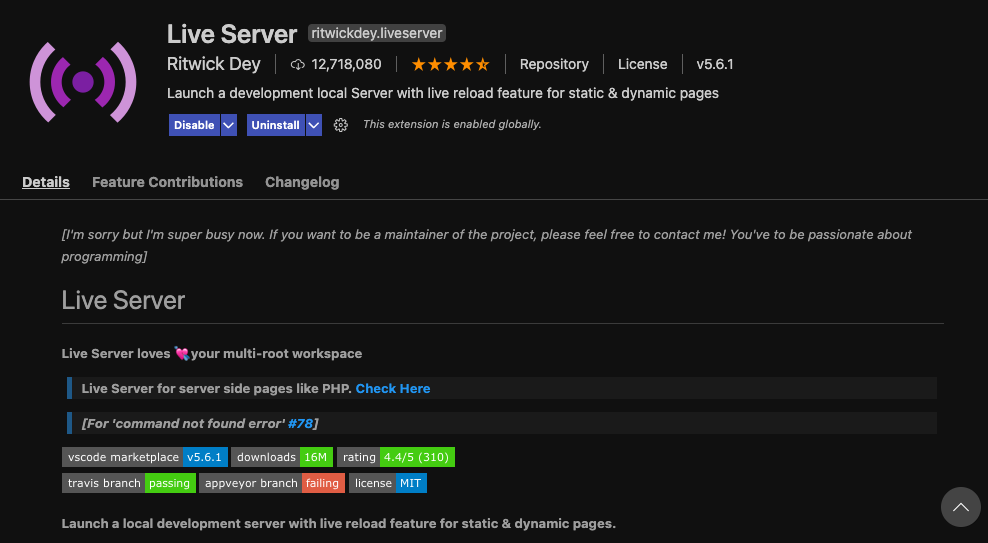 Live Server ritwickdey.liveserver
Ritwick Dey 12,718,080 Repository License v5.6.1
Launch a development local Server with live reload feature for static & dynamic pages
Disable Uninstall This extension is enabled globally.
Details Feature Contributions Changelog
[I'm sorry but I'm super busy now. If you want to be a maintainer of the project, please feel free to contact me! You've to be passionate about
programming]
Live Server
Live Server loves 💘 your multi-root workspace
Live Server for server side pages like PHP. Check Here
[For 'command not found error' #78]
vscode marketplace v5.6.1 downloads 16M rating 4.4/5 (310)
travis branch passing appveyor branch failing license MIT
Launch a local development server with live reload feature for static & dynamic pages.